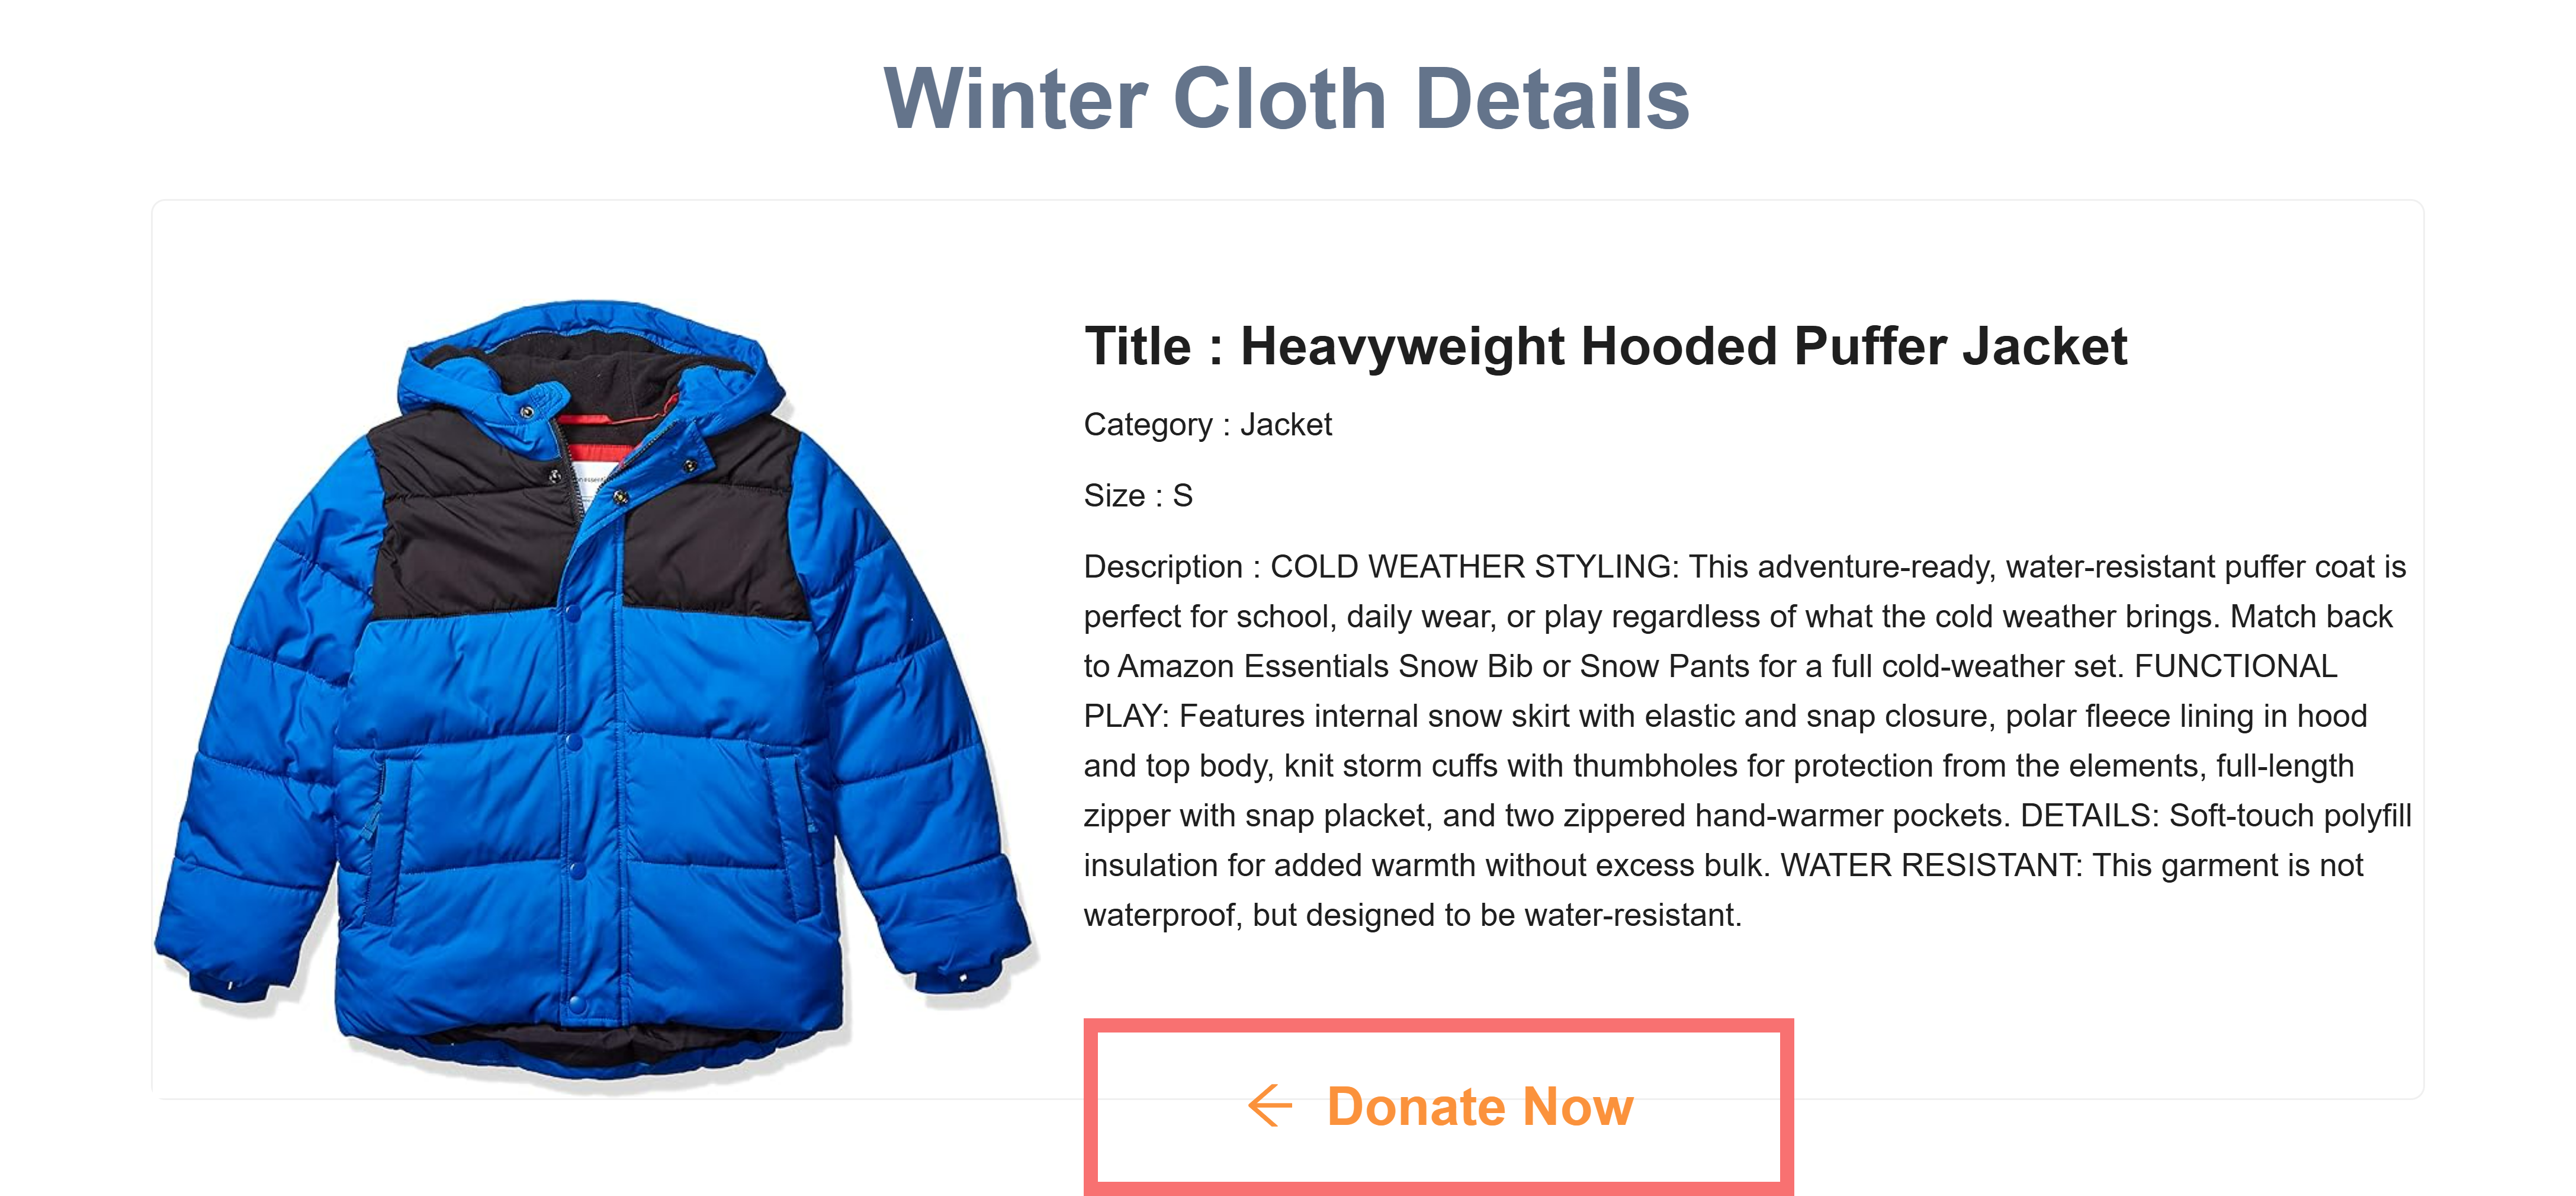 Winter Cloth Details
Title : Heavyweight Hooded Puffer Jacket
Category : Jacket
Size : S
Description : COLD WEATHER STYLING: This adventure-ready, water-resistant puffer coat is
perfect for school, daily wear, or play regardless of what the cold weather brings. Match back
to Amazon Essentials Snow Bib or Snow Pants for a full cold-weather set. FUNCTIONAL
PLAY: Features internal snow skirt with elastic and snap closure, polar fleece lining in hood
and top body, knit storm cuffs with thumbholes for protection from the elements, full-length
zipper with snap placket, and two zippered hand-warmer pockets. DETAILS: Soft-touch polyfill
insulation for added warmth without excess bulk. WATER RESISTANT: This garment is not
waterproof, but designed to be water-resistant.
Donate Now